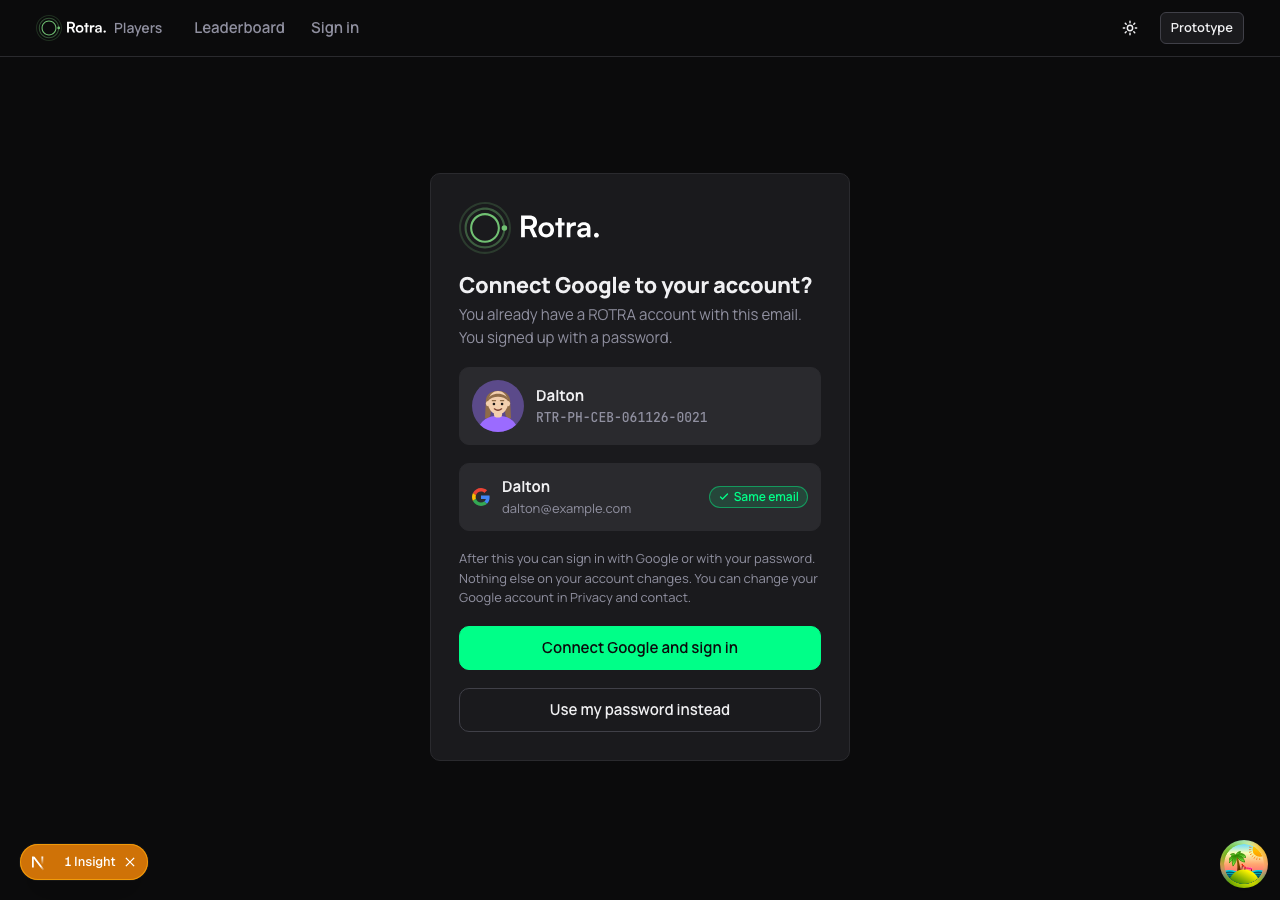 Rotra. Players Leaderboard Sign in Prototype
Rotra.
Connect Google to your account?
You already have a ROTRA account with this email.
You signed up with a password.
Dalton
RTR-PH-CEB-061126-0021
Dalton
dalton@example.com
Same email
After this you can sign in with Google or with your password.
Nothing else on your account changes. You can change your
Google account in Privacy and contact.
Connect Google and sign in
Use my password instead
N 1 Insight